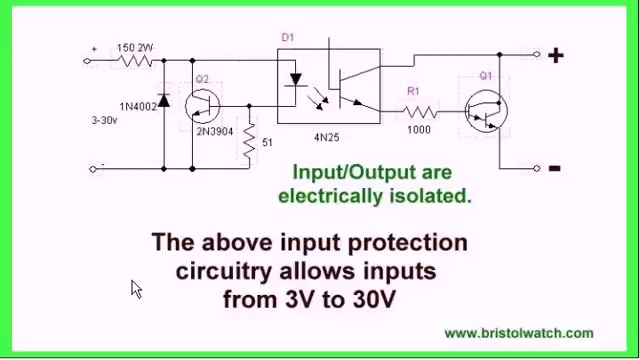 D1
+ 150 2W
Q2
Q1
+
R1
1N4002
3-30v
2N3904
51
4N25
1000
-
-
Input/Output are
electrically isolated.
The above input protection
circuitry allows inputs
from 3V to 30V
www.bristolwatch.com